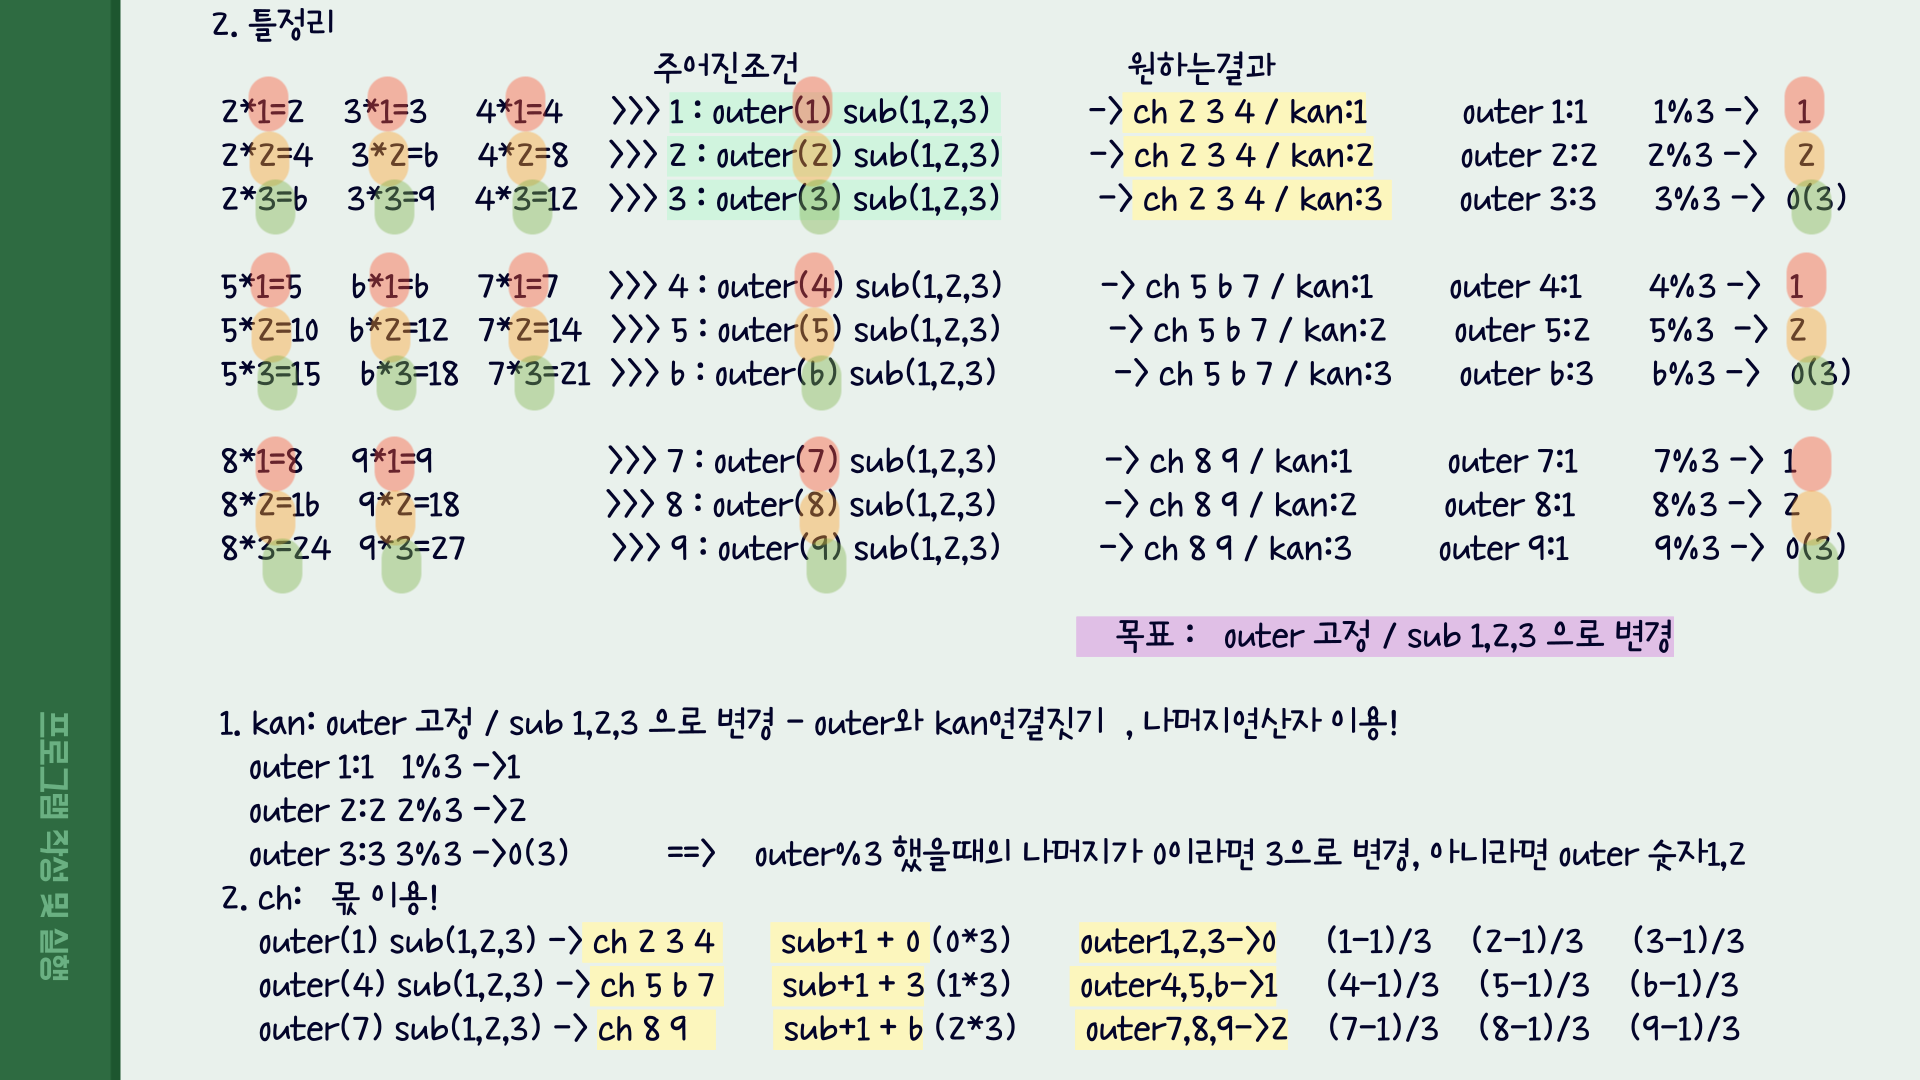 2. 틀정리
주어진조건 원하는결과
2*1=2 3*1=3 4*1=4 >>> 1 : outer(1) sub(1,2,3) -> ch 2 3 4 / kan:1 outer 1:1 1%3 -> 1
2*2=4 3*2=6 4*2=8 >>> 2 : outer(2) sub(1,2,3) -> ch 2 3 4 / kan:2 outer 2:2 2%3 -> 2
2*3=6 3*3=9 4*3=12 >>> 3 : outer(3) sub(1,2,3) -> ch 2 3 4 / kan:3 outer 3:3 3%3 -> 0(3)
5*1=5 6*1=6 7*1=7 >>> 4 : outer(4) sub(1,2,3) -> ch 5 6 7 / kan:1 outer 4:1 4%3 -> 1
5*2=10 6*2=12 7*2=14 >>> 5 : outer(5) sub(1,2,3) -> ch 5 6 7 / kan:2 outer 5:2 5%3 -> 2
5*3=15 6*3=18 7*3=21 >>> 6 : outer(6) sub(1,2,3) -> ch 5 6 7 / kan:3 outer 6:3 6%3 -> 0(3)
8*1=8 9*1=9 >>> 7 : outer(7) sub(1,2,3) -> ch 8 9 / kan:1 outer 7:1 7%3 -> 1
8*2=16 9*2=18 >>> 8 : outer(8) sub(1,2,3) -> ch 8 9 / kan:2 outer 8:1 8%3 -> 2
8*3=24 9*3=27 >>> 9 : outer(9) sub(1,2,3) -> ch 8 9 / kan:3 outer 9:1 9%3 -> 0(3)
목표 : outer 고정 / sub 1,2,3 으로 변경
1. kan: outer 고정 / sub 1,2,3 으로 변경 - outer와 kan연결짓기 , 나머지연산자 이용!
outer 1:1 1%3 ->1
outer 2:2 2%3 ->2
outer 3:3 3%3 ->0(3) ==> outer%3 했을때의 나머지가 0이라면 3으로 변경, 아니라면 outer 숫자1,2
2. ch: 몫 이용!
outer(1) sub(1,2,3) -> ch 2 3 4 sub+1 + 0 (0*3) outer1,2,3->0 (1-1)/3 (2-1)/3 (3-1)/3
outer(4) sub(1,2,3) -> ch 5 6 7 sub+1 + 3 (1*3) outer4,5,6->1 (4-1)/3 (5-1)/3 (6-1)/3
outer(7) sub(1,2,3) -> ch 8 9 sub+1 + 6 (2*3) outer7,8,9->2 (7-1)/3 (8-1)/3 (9-1)/3
프로그램 작성 및 실행